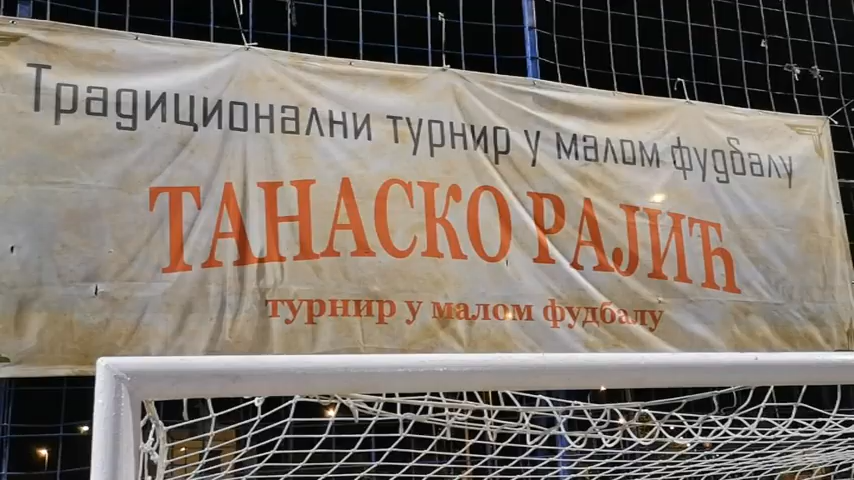 Традиционални турнир у малом фудбалу
ТАНАСКО РАЈИЋ
турнир у малом фудбалу